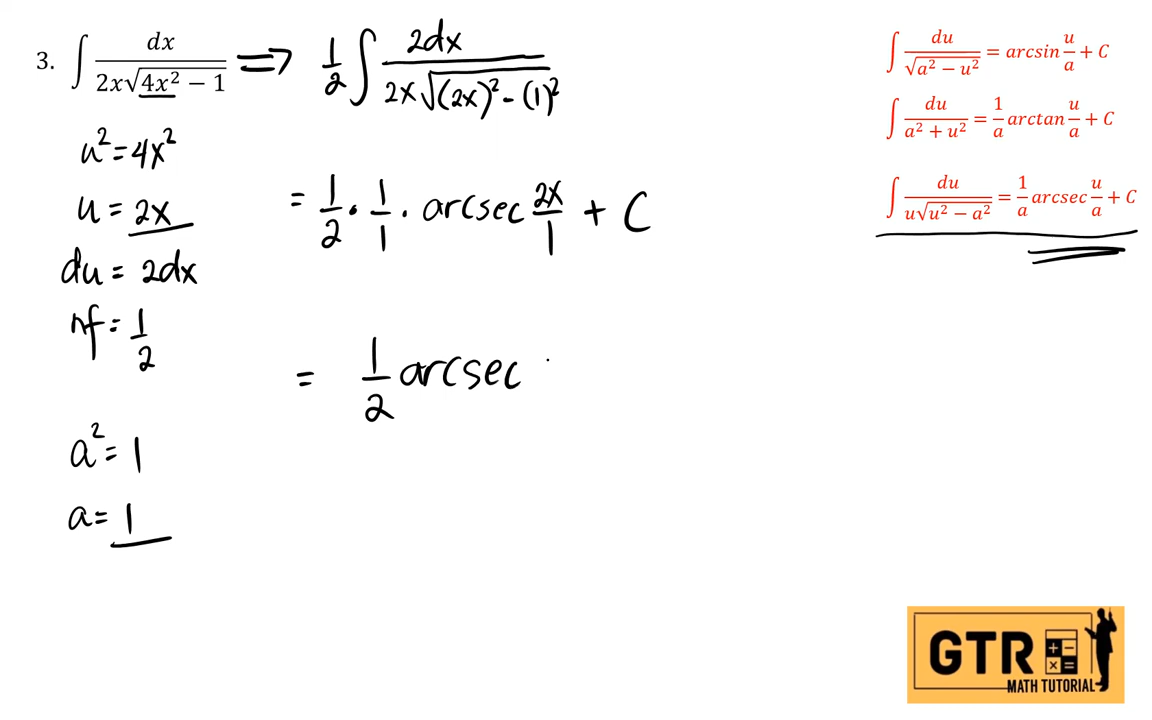 3. ∫ dx / 2x√(4x² − 1) ⇒ 1/2 ∫ 2dx / 2x√((2x)² − (1)²)
u² = 4x²
u = 2x
du = 2dx
nf = 1/2
a² = 1
a = 1
= 1/2 · 1/1 · arcsec 2x/1 + C
= 1/2 arcsec
∫ du / √(a² − u²) = arcsin u/a + C
∫ du / a² + u² = 1/a arctan u/a + C
∫ du / u√(u² − a²) = 1/a arcsec u/a + C
GTR
+ −
× =
MATH TUTORIAL